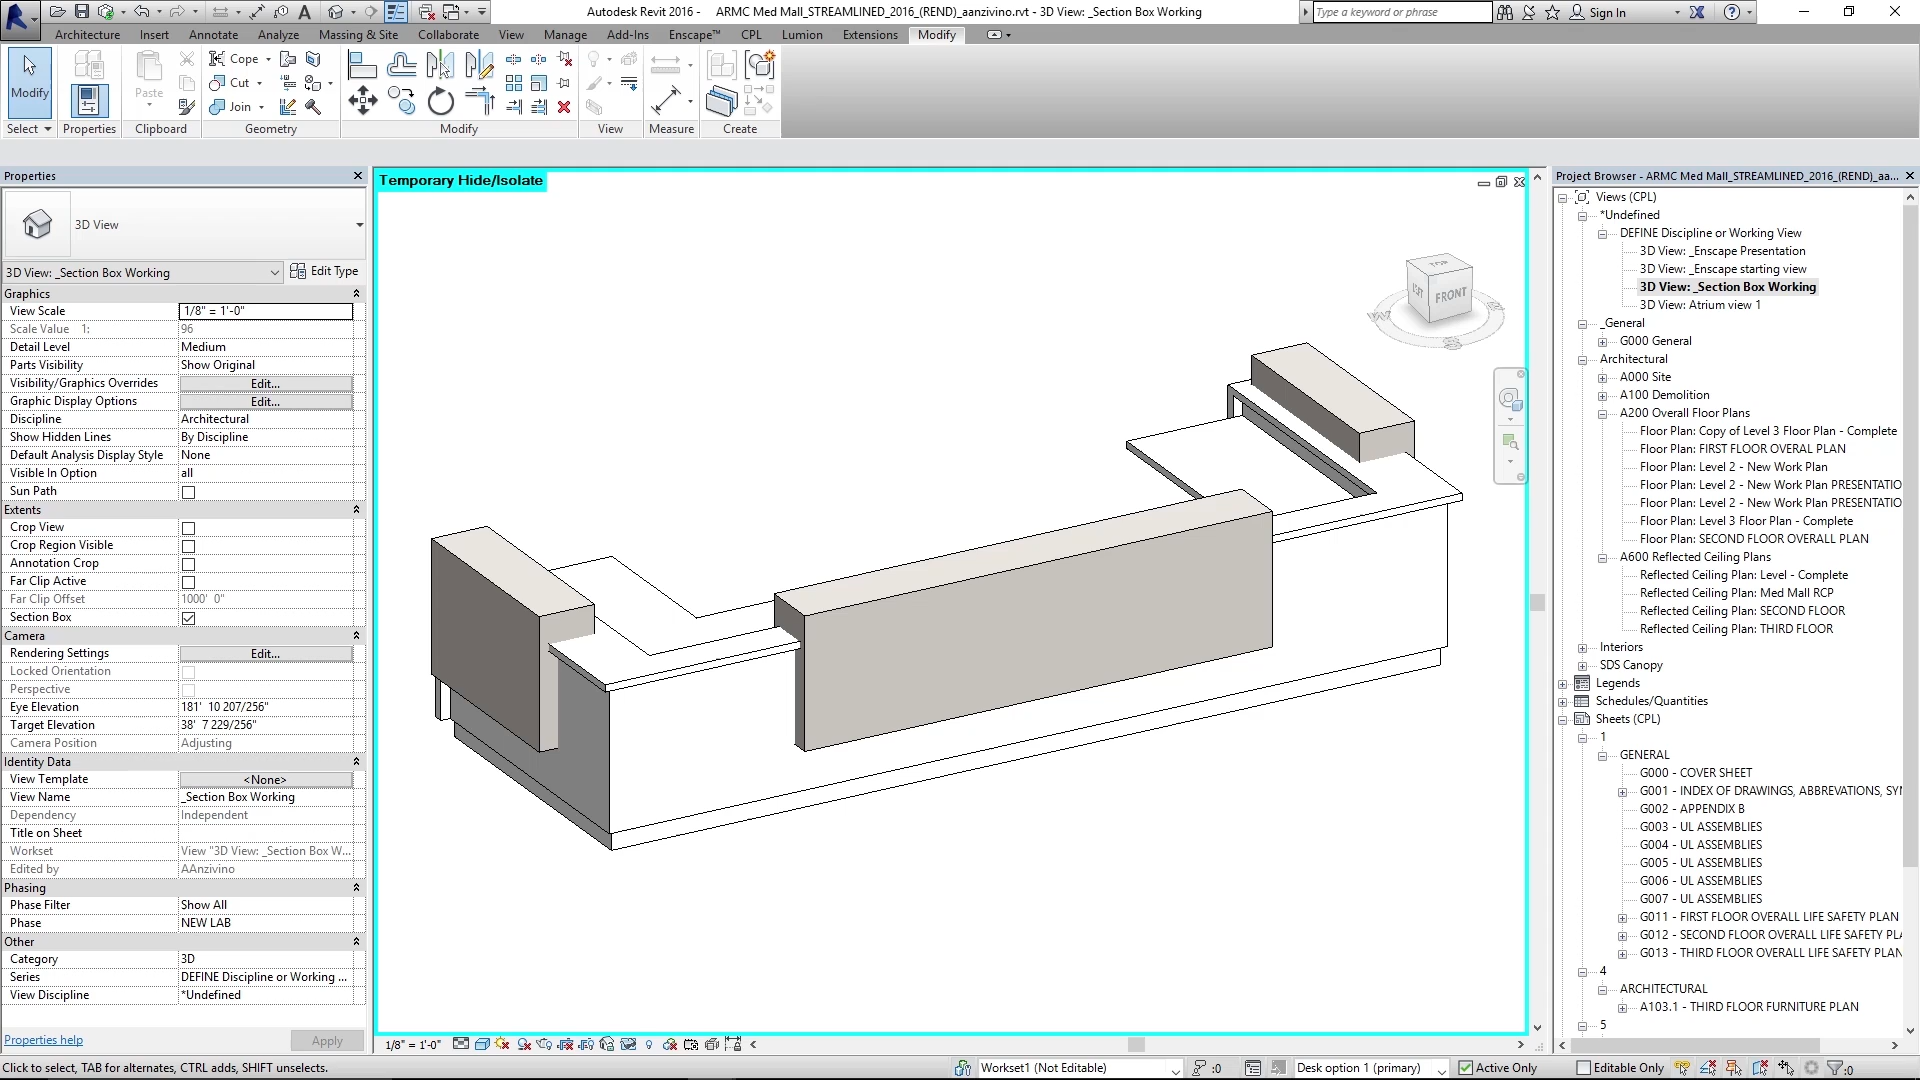 Autodesk Revit 2016 - ARMC Med Mall_STREAMLINED_2016_(REND)_aanzivino.rvt - 3D View: _Section Box Working
Type a keyword or phrase
Sign In
Architecture Insert Annotate Analyze Massing & Site Collaborate View Manage Add-Ins Enscape™ CPL Lumion Extensions Modify
Modify
Paste
Cope
Cut
Join
Select Properties Clipboard Geometry Modify View Measure Create
Properties
3D View
3D View: _Section Box Working Edit Type
Graphics
View Scale 1/8" = 1'-0"
Scale Value 1: 96
Detail Level Medium
Parts Visibility Show Original
Visibility/Graphics Overrides Edit...
Graphic Display Options Edit...
Discipline Architectural
Show Hidden Lines By Discipline
Default Analysis Display Style None
Visible In Option all
Sun Path
Extents
Crop View
Crop Region Visible
Annotation Crop
Far Clip Active
Far Clip Offset 1000' 0"
Section Box
Camera
Rendering Settings Edit...
Locked Orientation
Perspective
Eye Elevation 181' 10 207/256"
Target Elevation 38' 7 229/256"
Camera Position Adjusting
Identity Data
View Template <None>
View Name _Section Box Working
Dependency Independent
Title on Sheet
Workset View "3D View: _Section Box W...
Edited by AAnzivino
Phasing
Phase Filter Show All
Phase NEW LAB
Other
Category 3D
Series DEFINE Discipline or Working ...
View Discipline *Undefined
Properties help Apply
Temporary Hide/Isolate
TOP
FRONT
1/8" = 1'-0"
Project Browser - ARMC Med Mall_STREAMLINED_2016_(REND)_aa...
Views (CPL)
*Undefined
DEFINE Discipline or Working View
3D View: _Enscape Presentation
3D View: _Enscape starting view
3D View: _Section Box Working
3D View: Atrium view 1
_General
G000 General
Architectural
A000 Site
A100 Demolition
A200 Overall Floor Plans
Floor Plan: Copy of Level 3 Floor Plan - Complete
Floor Plan: FIRST FLOOR OVERAL PLAN
Floor Plan: Level 2 - New Work Plan
Floor Plan: Level 2 - New Work Plan PRESENTATIO
Floor Plan: Level 2 - New Work Plan PRESENTATIO
Floor Plan: Level 3 Floor Plan - Complete
Floor Plan: SECOND FLOOR OVERALL PLAN
A600 Reflected Ceiling Plans
Reflected Ceiling Plan: Level - Complete
Reflected Ceiling Plan: Med Mall RCP
Reflected Ceiling Plan: SECOND FLOOR
Reflected Ceiling Plan: THIRD FLOOR
Interiors
SDS Canopy
Legends
Schedules/Quantities
Sheets (CPL)
1
GENERAL
G000 - COVER SHEET
G001 - INDEX OF DRAWINGS, ABBREVATIONS, SYN
G002 - APPENDIX B
G003 - UL ASSEMBLIES
G004 - UL ASSEMBLIES
G005 - UL ASSEMBLIES
G006 - UL ASSEMBLIES
G007 - UL ASSEMBLIES
G011 - FIRST FLOOR OVERALL LIFE SAFETY PLAN
G012 - SECOND FLOOR OVERALL LIFE SAFETY PLA
G013 - THIRD FLOOR OVERALL LIFE SAFETY PLAN
4
ARCHITECTURAL
A103.1 - THIRD FLOOR FURNITURE PLAN
5
Click to select, TAB for alternates, CTRL adds, SHIFT unselects. Workset1 (Not Editable) :0 Desk option 1 (primary) Active Only Editable Only :0